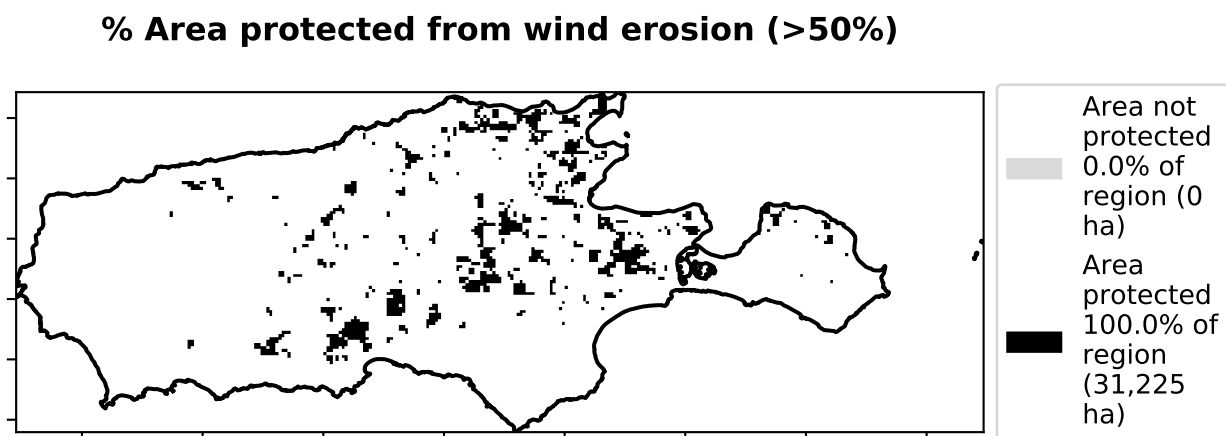 % Area protected from wind erosion (>50%)
Area not
protected
0.0% of
region (0
ha)
Area
protected
100.0% of
region
(31,225
ha)